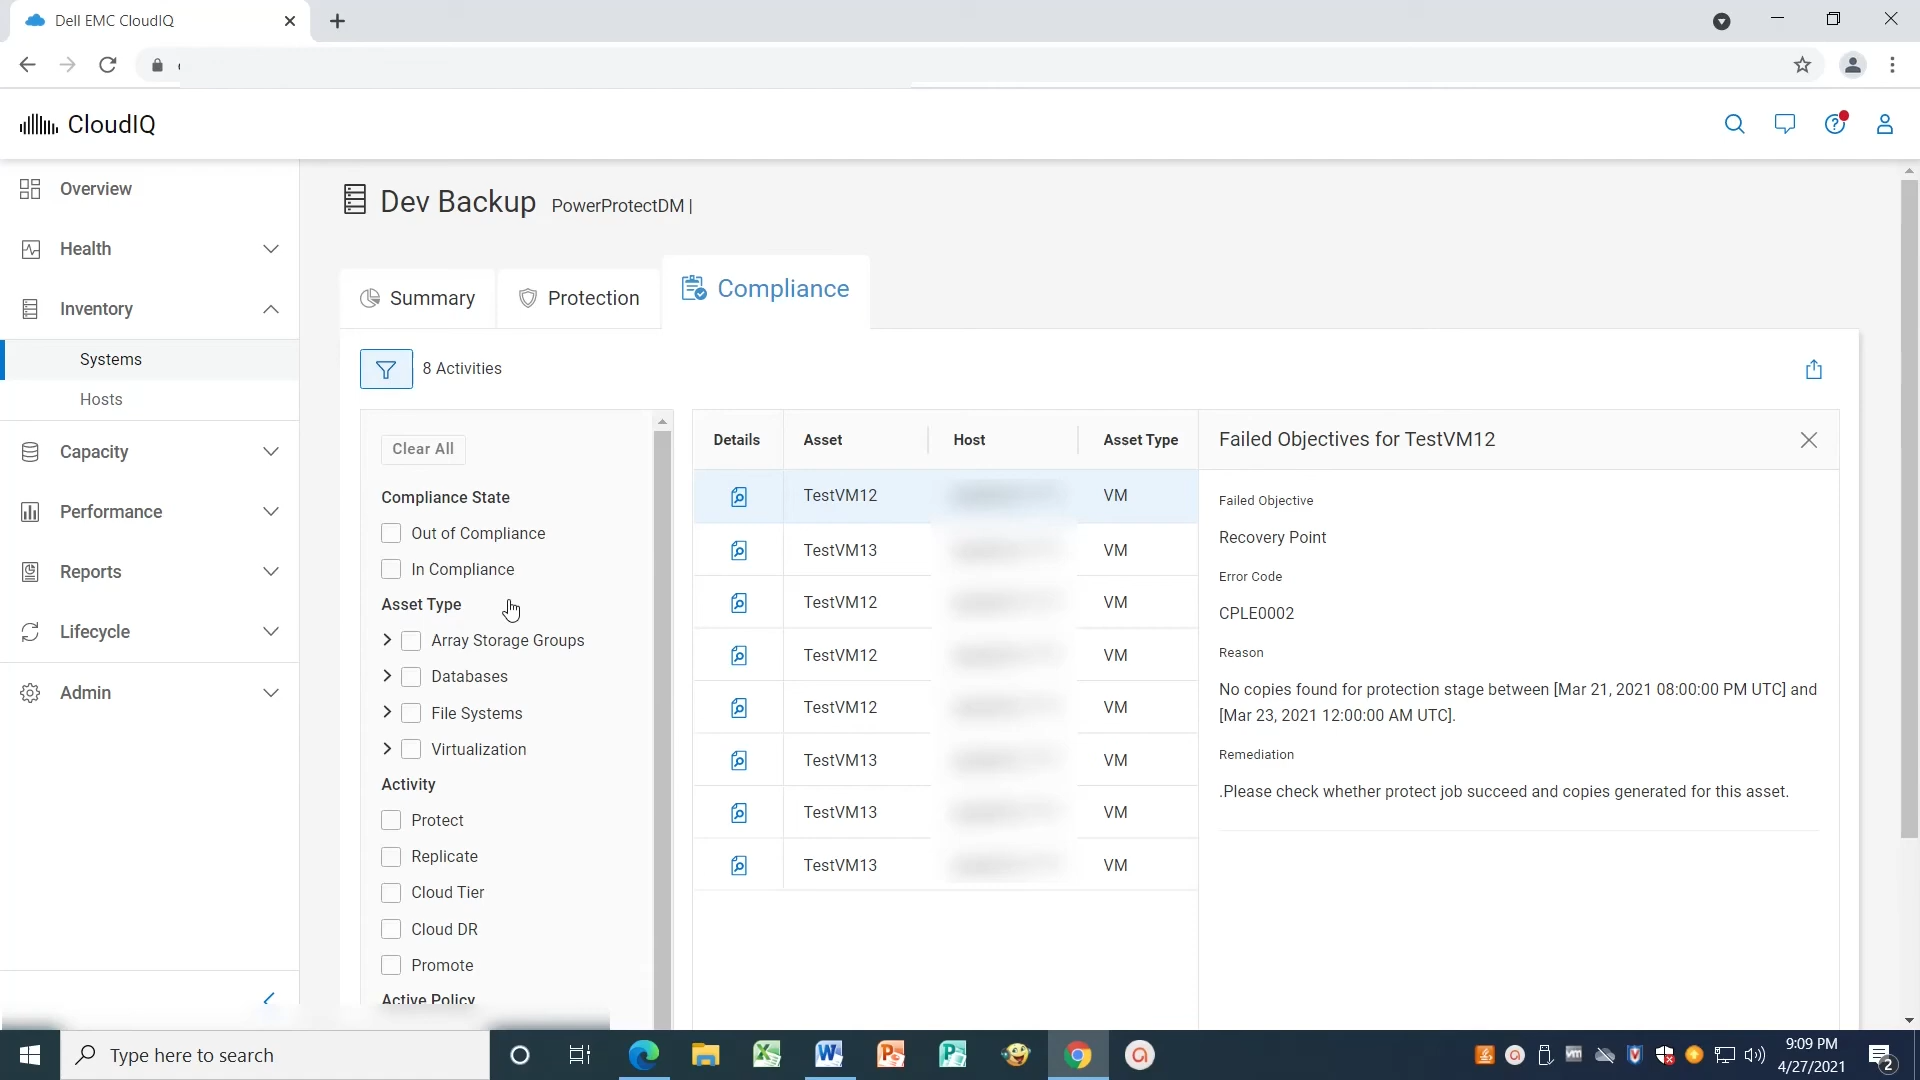 Dell EMC CloudIQ
CloudIQ
Overview
Health
Inventory
Systems
Hosts
Capacity
Performance
Reports
Lifecycle
Admin
Dev Backup PowerProtectDM |
Summary
Protection
Compliance
8 Activities
Clear All
Compliance State
Out of Compliance
In Compliance
Asset Type
Array Storage Groups
Databases
File Systems
Virtualization
Activity
Protect
Replicate
Cloud Tier
Cloud DR
Promote
Active Policy
Details Asset Host Asset Type
TestVM12 VM
TestVM13 VM
TestVM12 VM
TestVM12 VM
TestVM12 VM
TestVM13 VM
TestVM13 VM
TestVM13 VM
Failed Objectives for TestVM12
Failed Objective
Recovery Point
Error Code
CPLE0002
Reason
No copies found for protection stage between [Mar 21, 2021 08:00:00 PM UTC] and
[Mar 23, 2021 12:00:00 AM UTC].
Remediation
.Please check whether protect job succeed and copies generated for this asset.
Type here to search
9:09 PM
4/27/2021
2